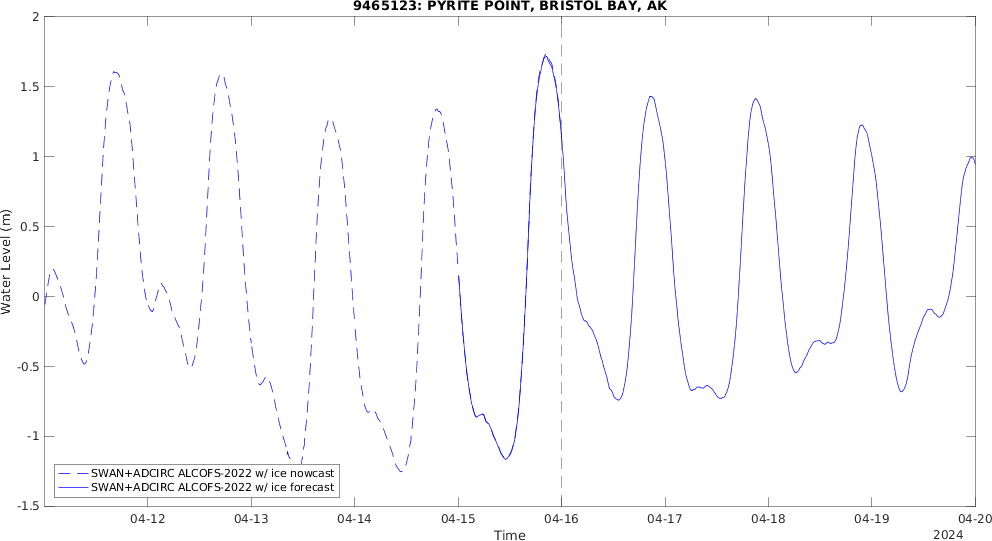 9465123: PYRITE POINT, BRISTOL BAY, AK
2
1.5
1
0.5
0
-0.5
-1
-1.5
Water Level (m)
SWAN+ADCIRC ALCOFS-2022 w/ ice nowcast
SWAN+ADCIRC ALCOFS-2022 w/ ice forecast
04-12 04-13 04-14 04-15 04-16 04-17 04-18 04-19 04-20
Time
2024